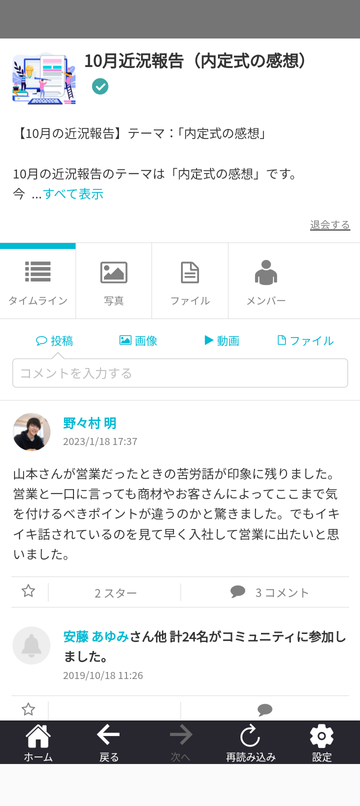 10月近況報告（内定式の感想）
【10月の近況報告】テーマ：「内定式の感想」
10月の近況報告のテーマは「内定式の感想」です。
今 ...すべて表示
退会する
タイムライン 写真 ファイル メンバー
投稿 画像 動画 ファイル
コメントを入力する
野々村 明
2023/1/18 17:37
山本さんが営業だったときの苦労話が印象に残りました。
営業と一口に言っても商材やお客さんによってここまで気
を付けるべきポイントが違うのかと驚きました。でもイキ
イキ話されているのを見て早く入社して営業に出たいと思
いました。
2 スター 3 コメント
安藤 あゆみさん他 計24名がコミュニティに参加し
ました。
2019/10/18 11:26
ホーム 戻る 次へ 再読み込み 設定